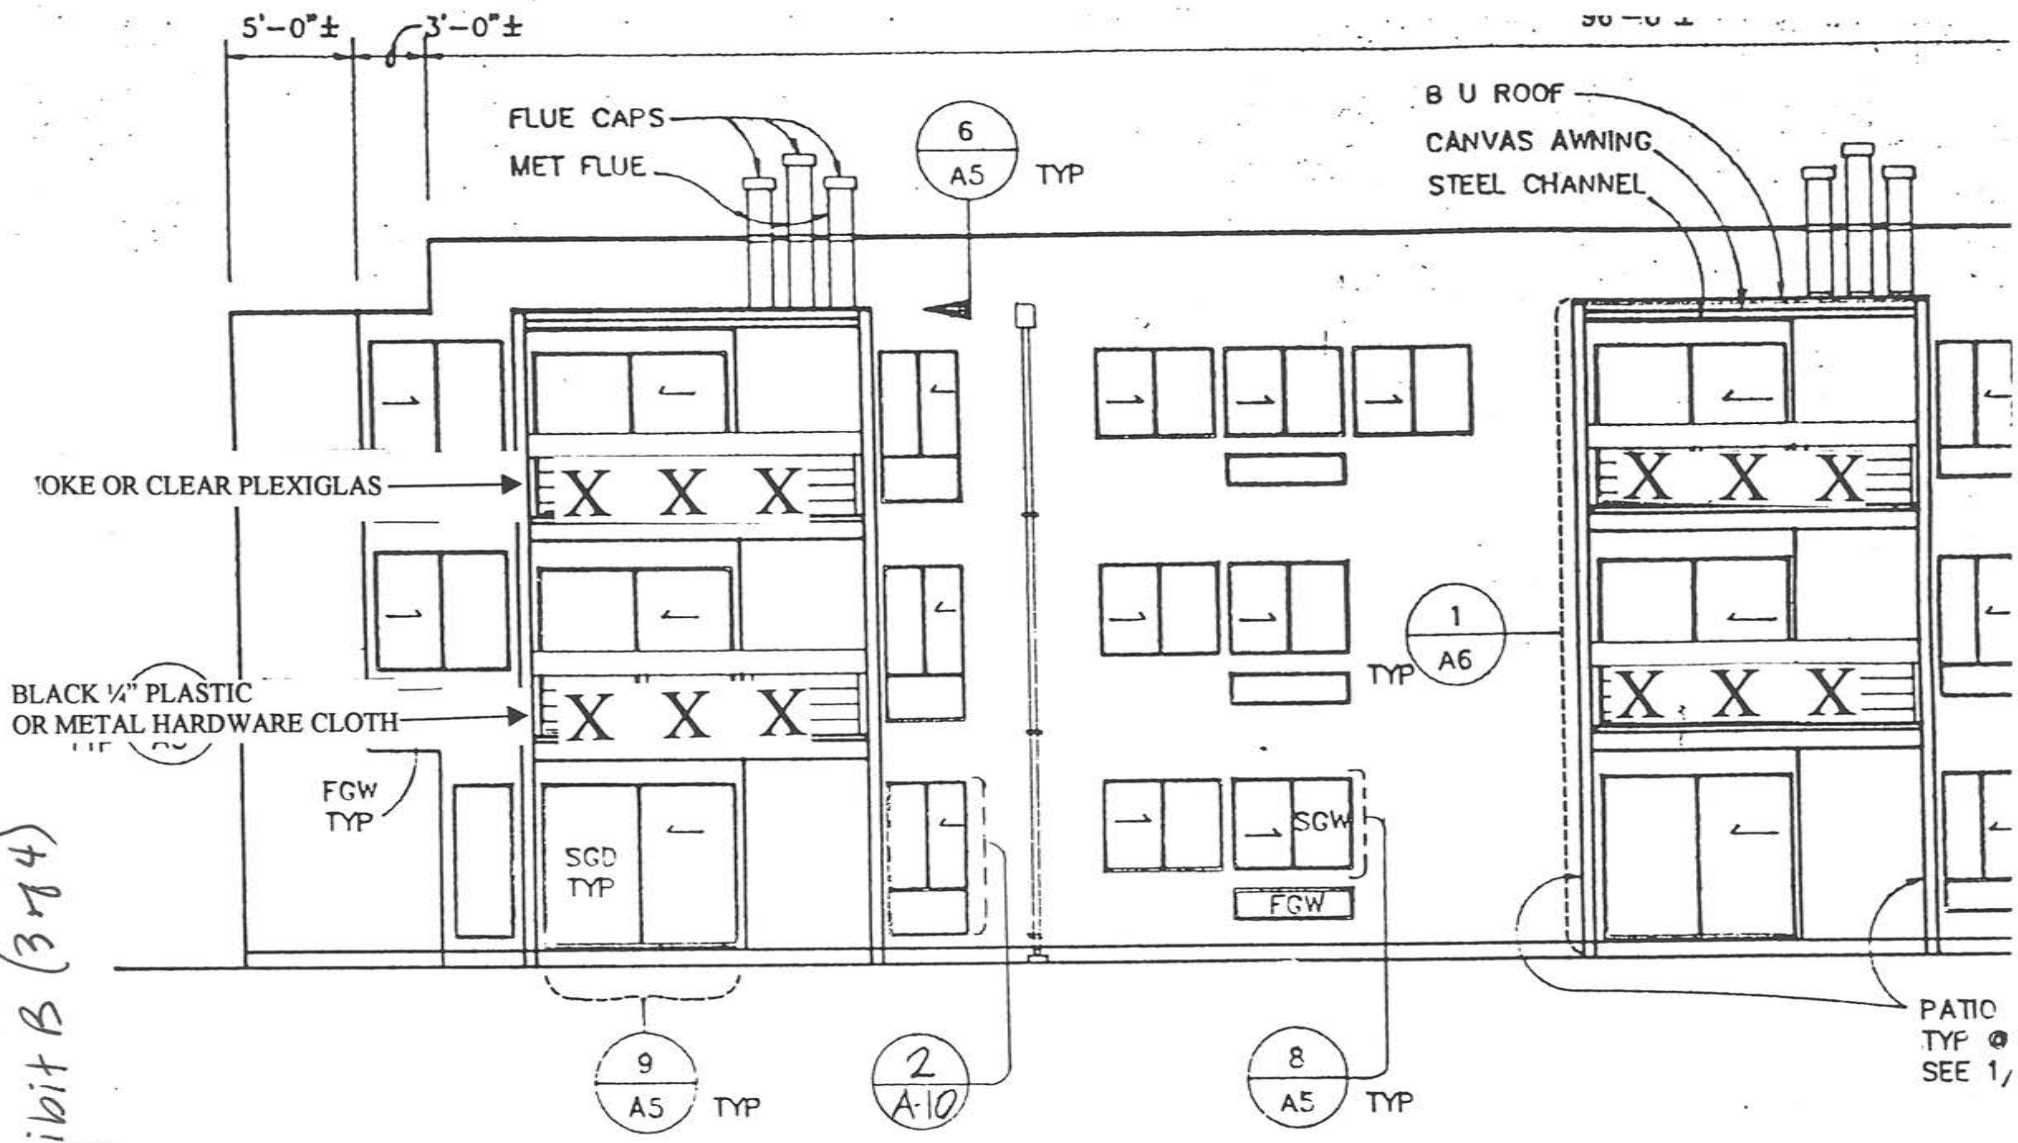 5'-0"±
3'-0"±
FLUE CAPS
MET FLUE
6
A5
TYP
B U ROOF
CANVAS AWNING
STEEL CHANNEL
OKE OR CLEAR PLEXIGLAS
X X X
X X X
1
A6
TYP
BLACK ¼" PLASTIC
OR METAL HARDWARE CLOTH
X X X
X X X
FGW
TYP
SGD
TYP
SGW
FGW
9
A5
TYP
2
A-10
8
A5
TYP
PATIO
TYP @
SEE 1/
ibit B (3 of 4)